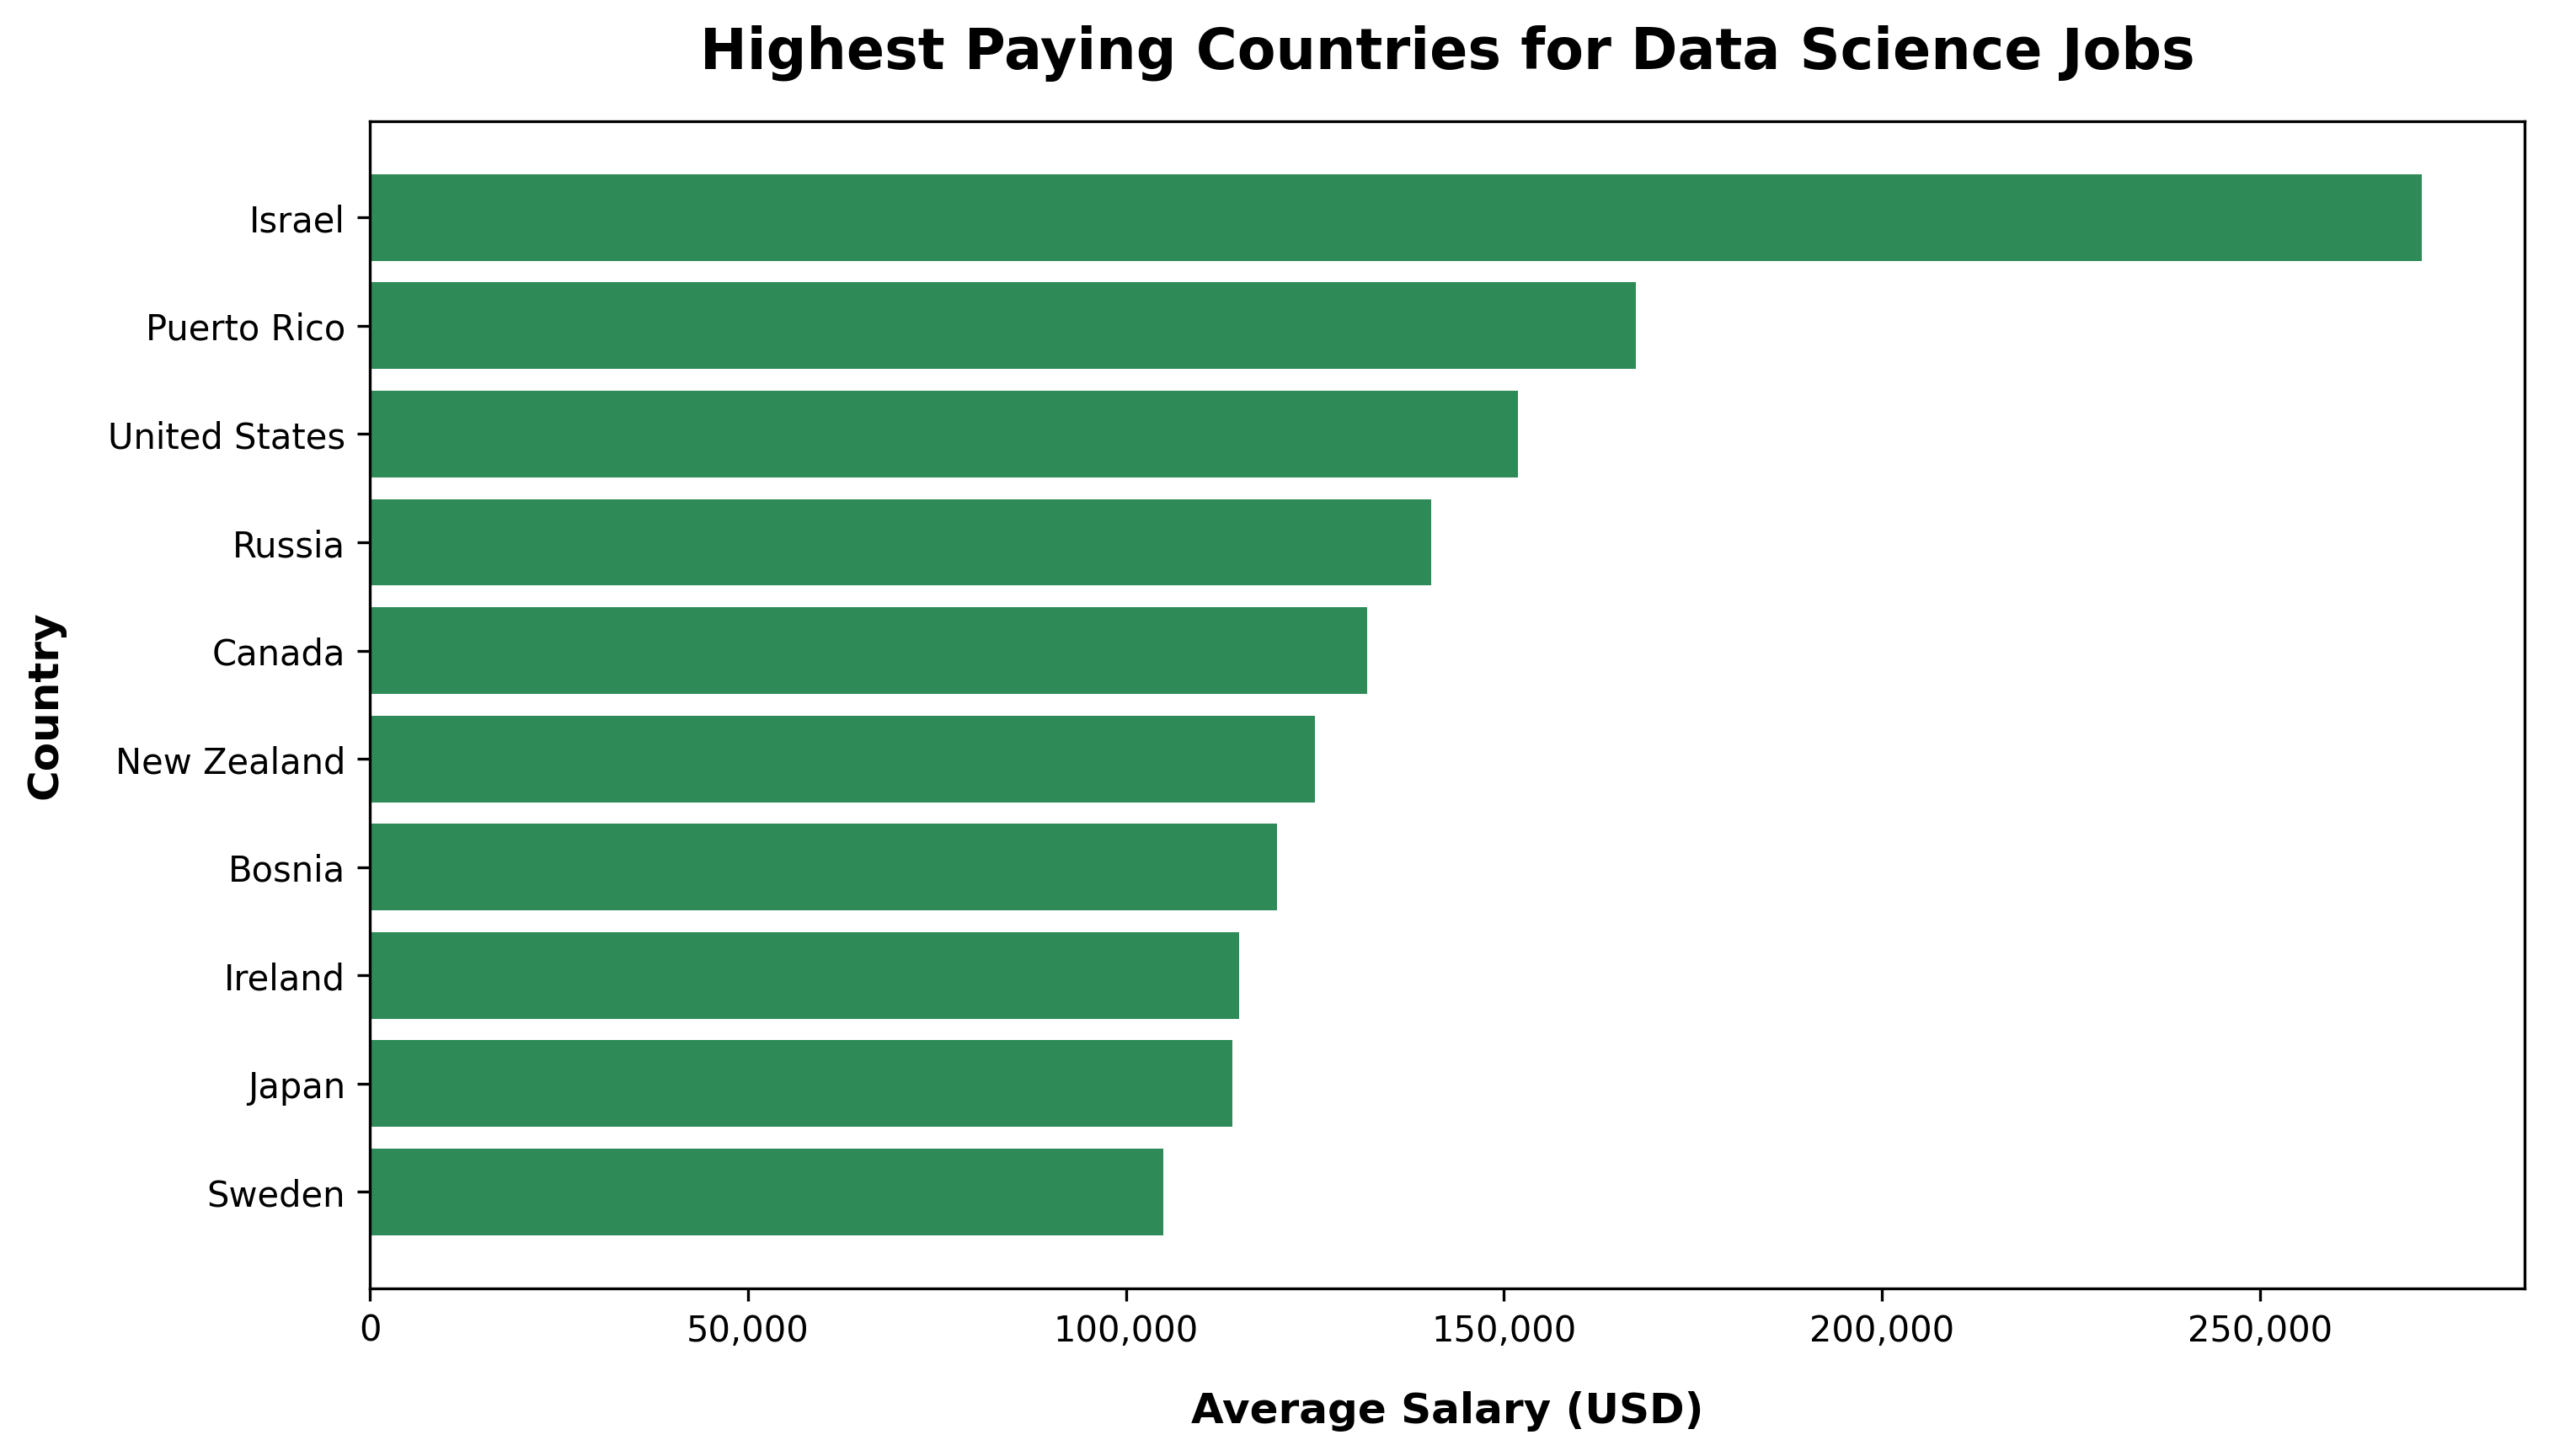 Highest Paying Countries for Data Science Jobs
Country
Israel
Puerto Rico
United States
Russia
Canada
New Zealand
Bosnia
Ireland
Japan
Sweden
0 50,000 100,000 150,000 200,000 250,000
Average Salary (USD)